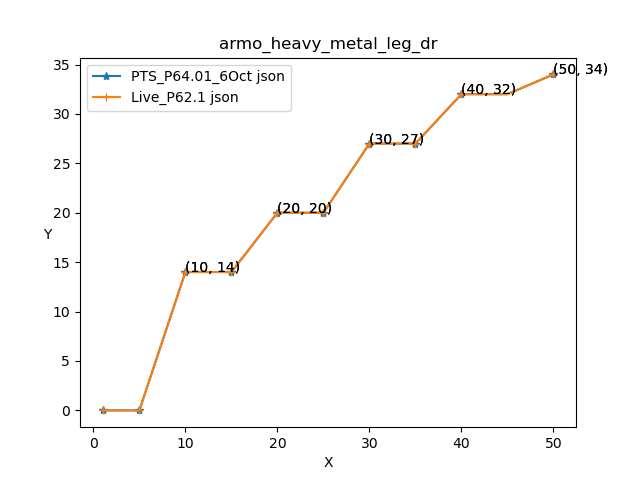 armo_heavy_metal_leg_dr
PTS_P64.01_6Oct json
Live_P62.1 json
35
30
25
20
15
10
5
0
Y
(50, 34)
(40, 32)
(30, 27)
(20, 20)
(10, 14)
0 10 20 30 40 50
X